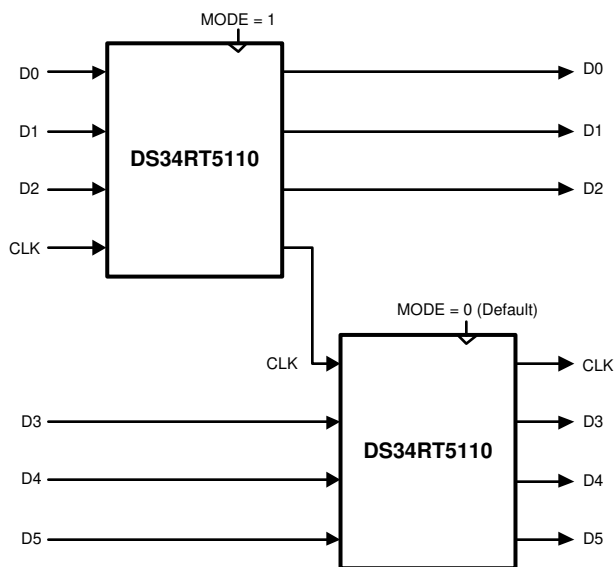 MODE = 1
D0
D0
D1
D1
DS34RT5110
D2
D2
CLK
MODE = 0 (Default)
CLK
CLK
D3
D3
DS34RT5110
D4
D4
D5
D5